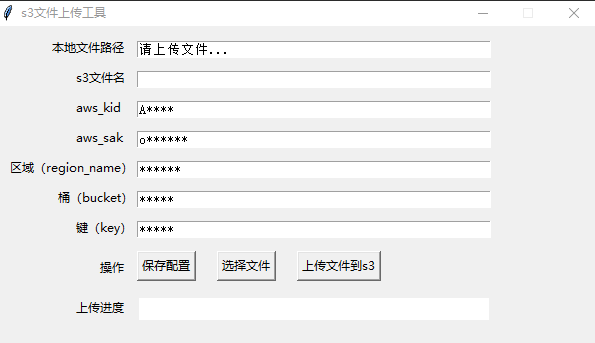 s3文件上传工具
本地文件路径 请上传文件...
s3文件名
aws_kid A****
aws_sak o******
区域（region_name） ******
桶（bucket） *****
键（key） *****
操作 保存配置 选择文件 上传文件到s3
上传进度